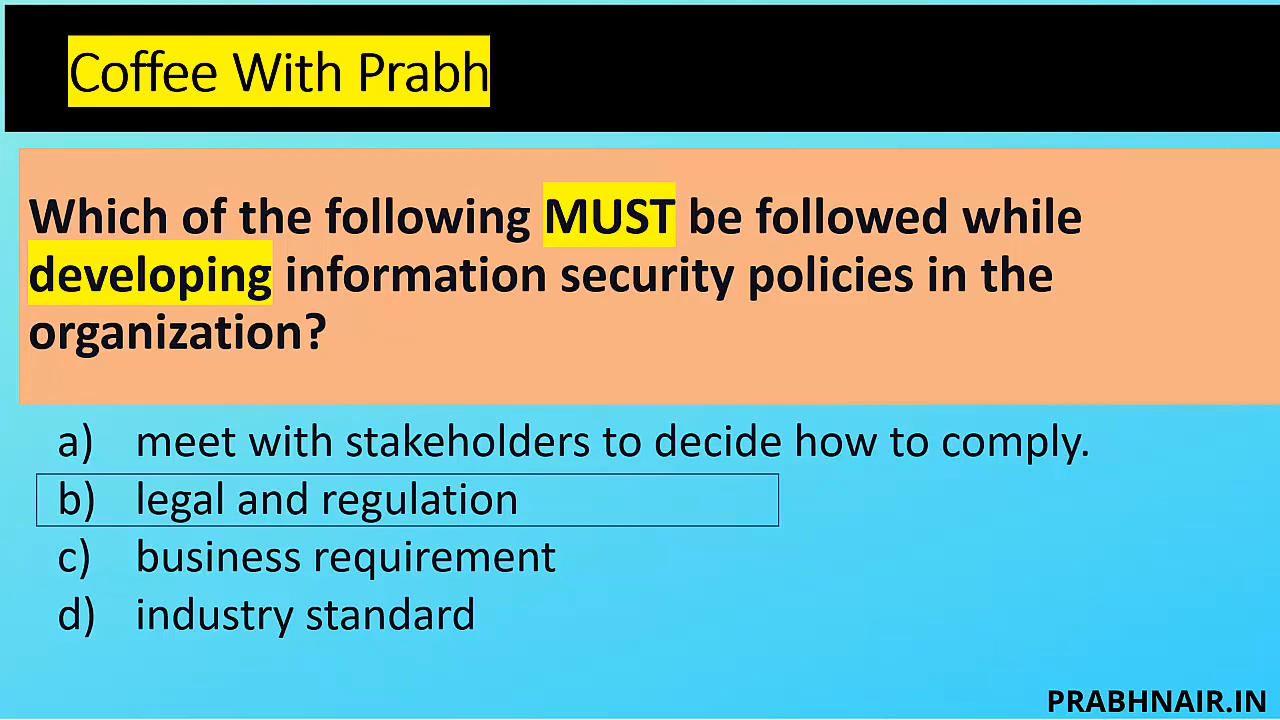 Coffee With Prabh
Which of the following MUST be followed while
developing information security policies in the
organization?
a) meet with stakeholders to decide how to comply.
b) legal and regulation
c) business requirement
d) industry standard
PRABHNAIR.IN